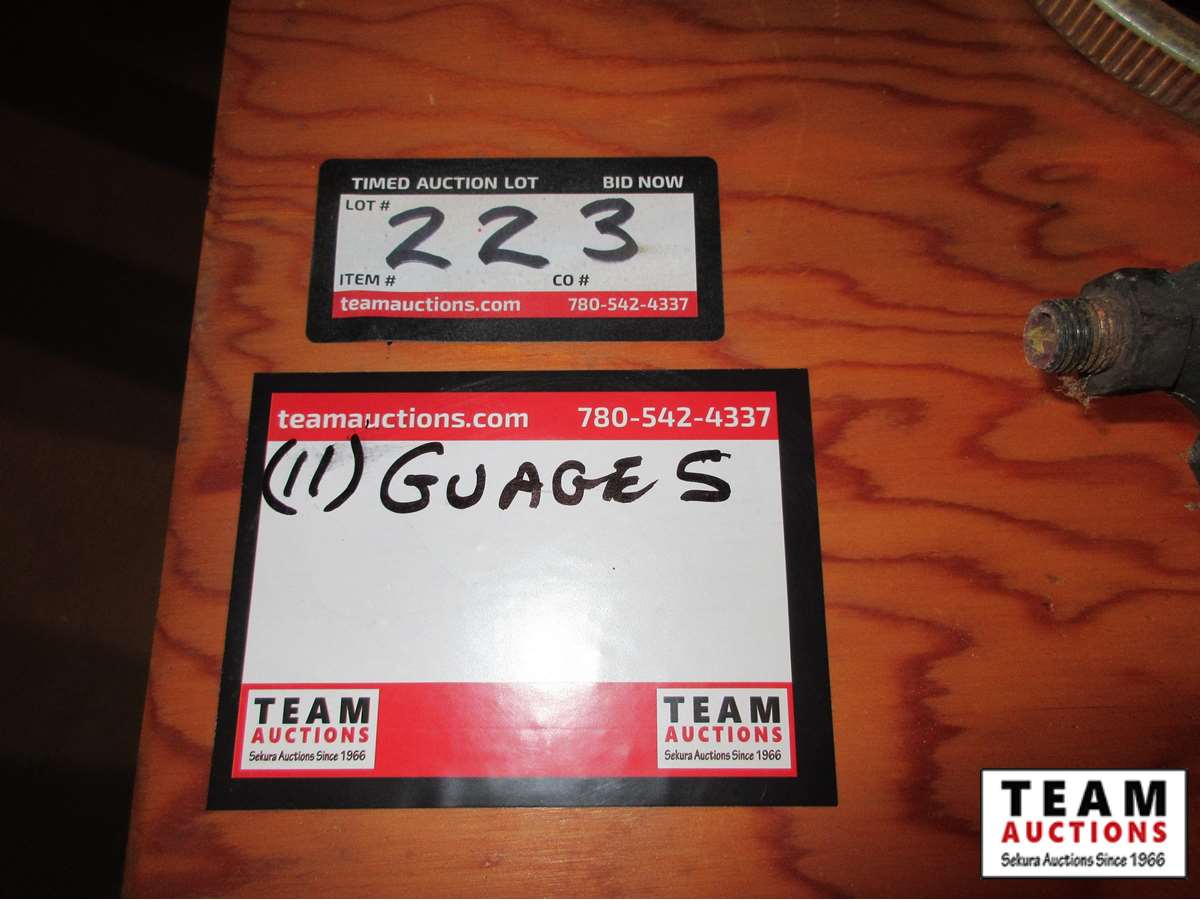 TIMED AUCTION LOT BID NOW
LOT # 223
ITEM # CO #
teamauctions.com 780-542-4337
teamauctions.com 780-542-4337
(11) GUAGES
TEAM
AUCTIONS
Sekura Auctions Since 1966
TEAM
AUCTIONS
Sekura Auctions Since 1966
TEAM
AUCTIONS
Sekura Auctions Since 1966